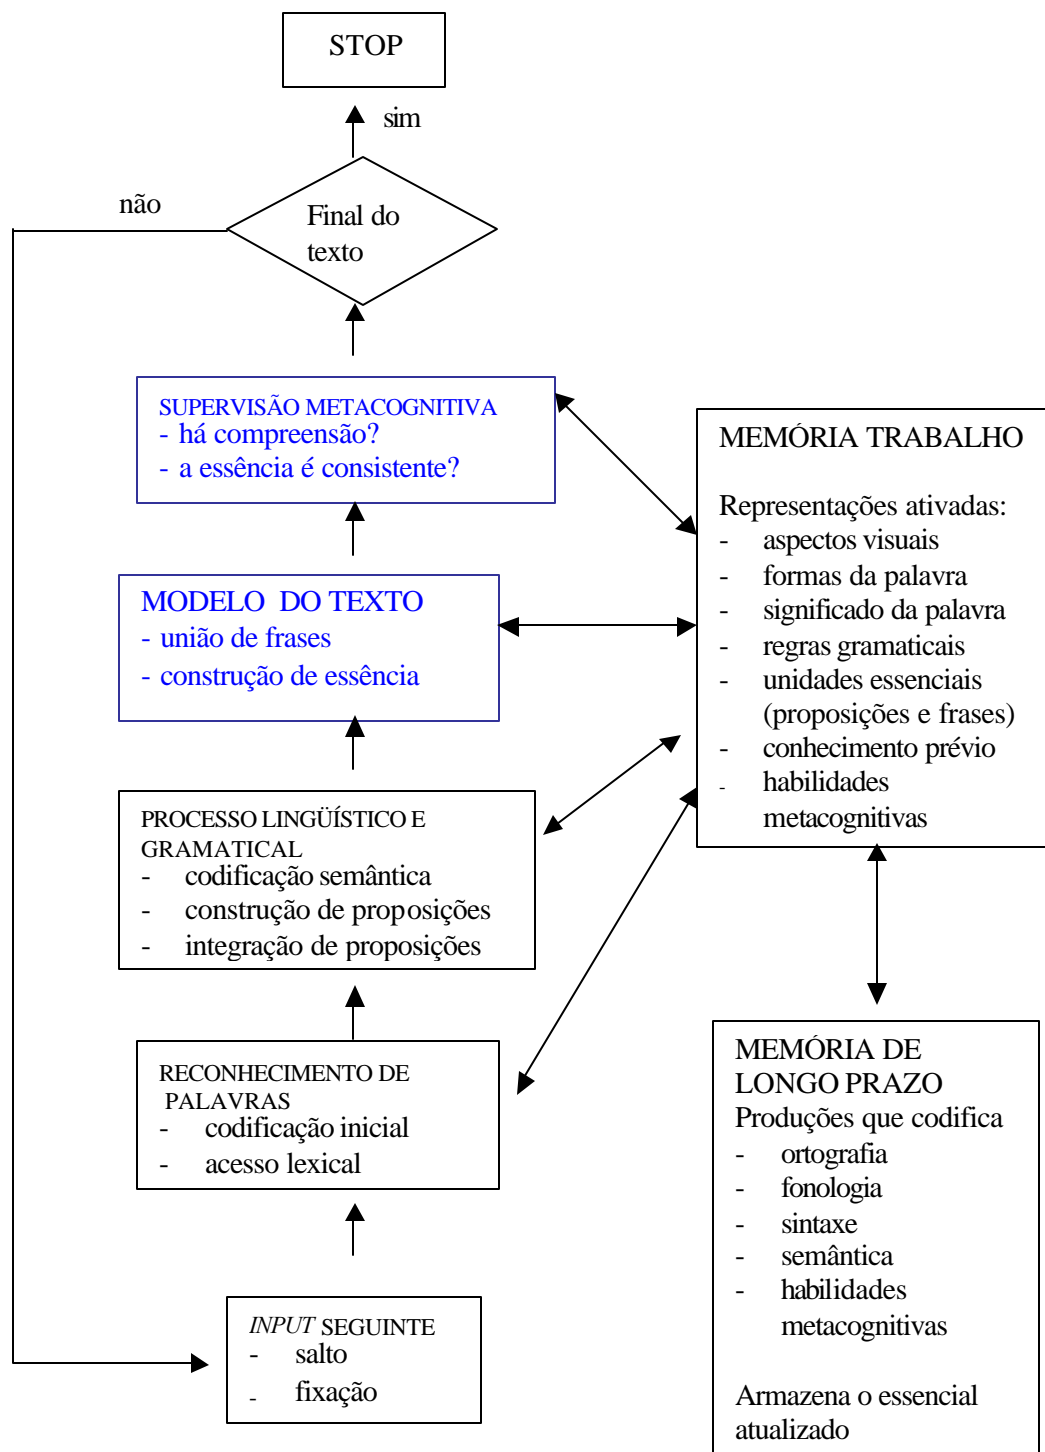 STOP
sim
não
Final do
texto
SUPERVISÃO METACOGNITIVA
- há compreensão?
- a essência é consistente?
MODELO DO TEXTO
- união de frases
- construção de essência
PROCESSO LINGÜÍSTICO E
GRAMATICAL
- codificação semântica
- construção de proposições
- integração de proposições
RECONHECIMENTO DE
PALAVRAS
- codificação inicial
- acesso lexical
INPUT SEGUINTE
- salto
- fixação
MEMÓRIA TRABALHO
Representações ativadas:
- aspectos visuais
- formas da palavra
- significado da palavra
- regras gramaticais
- unidades essenciais
(proposições e frases)
- conhecimento prévio
- habilidades
metacognitivas
MEMÓRIA DE
LONGO PRAZO
Produções que codifica
- ortografia
- fonologia
- sintaxe
- semântica
- habilidades
metacognitivas
Armazena o essencial
atualizado